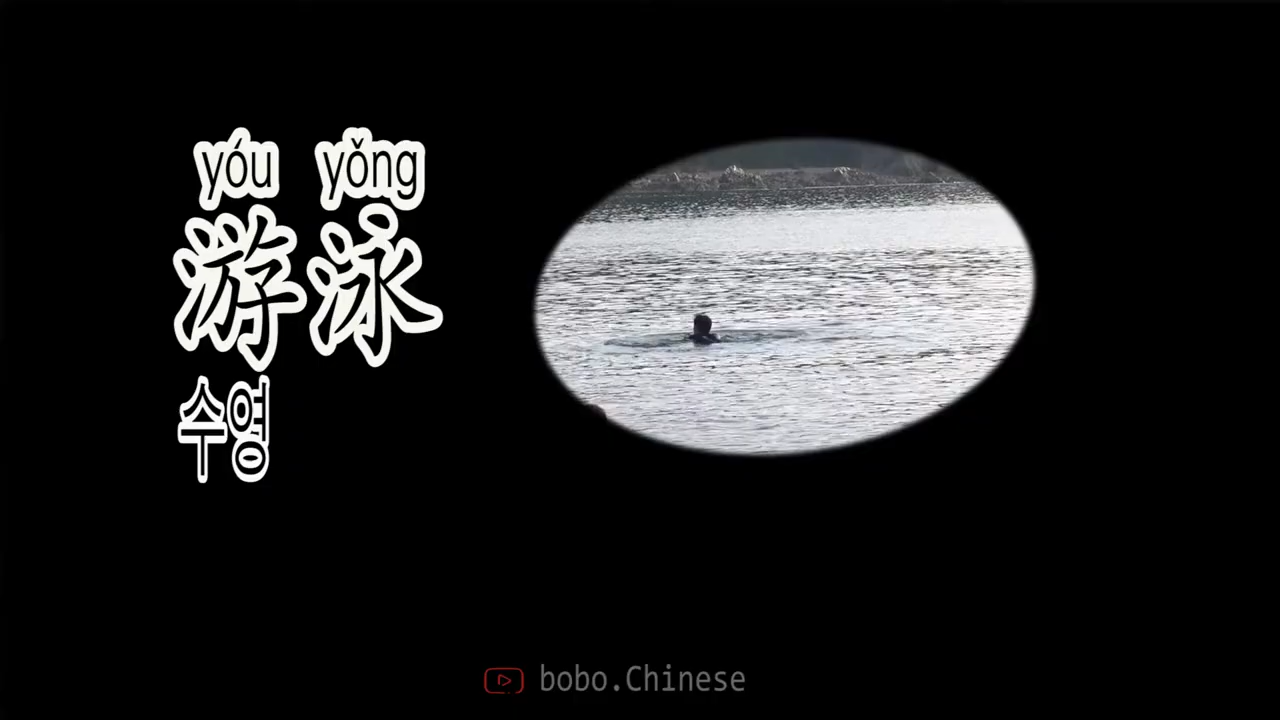 yóu yǒng
游泳
수영
bobo.Chinese